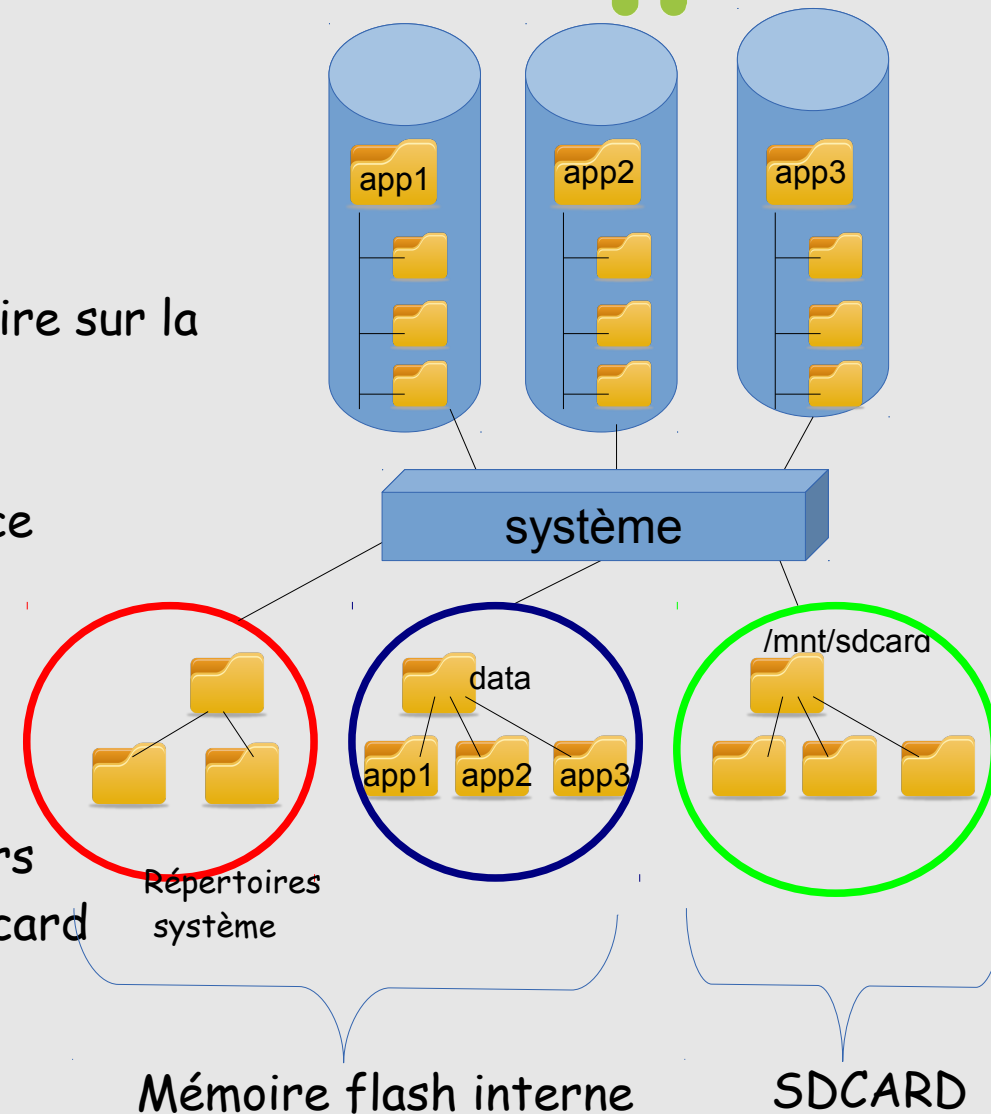 app1 app2 app3
ire sur la
ce
système
/mnt/sdcard
data
app1 app2 app3
rs
card
Répertoires
système
Mémoire flash interne
SDCARD